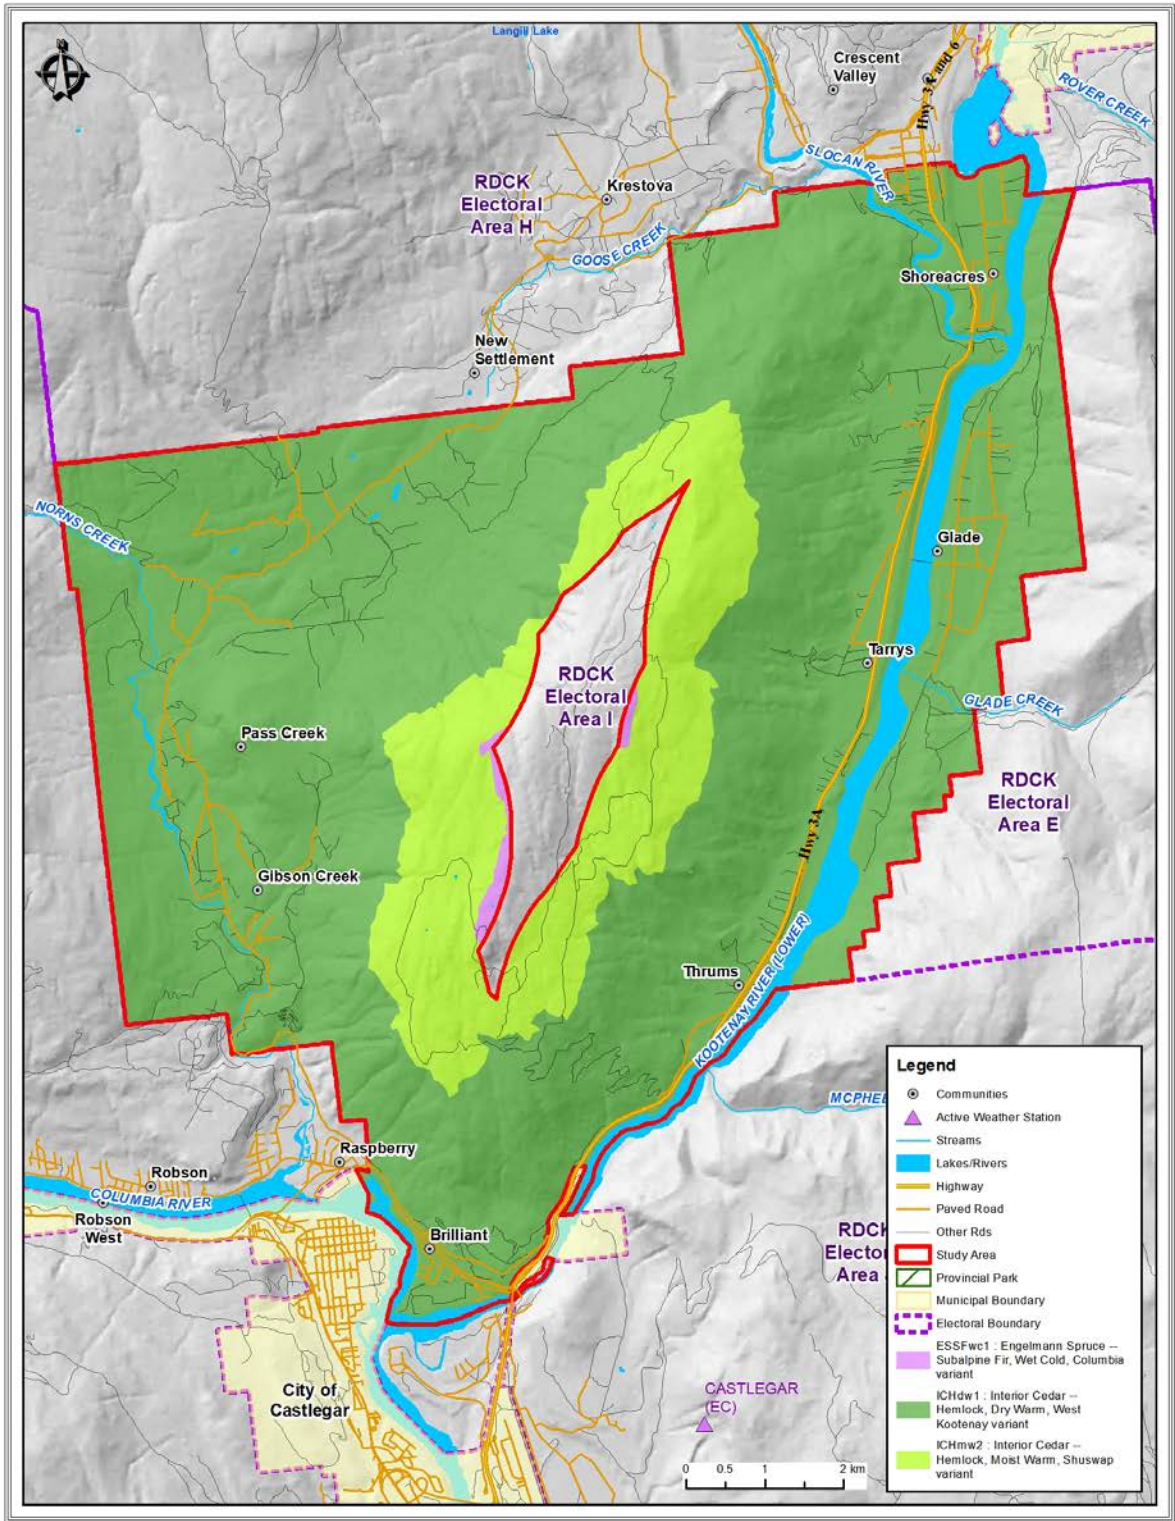 N
Langill Lake
Crescent
Valley
Hwy 3A and 6
ROVER CREEK
SLOCAN RIVER
RDCK
Electoral
Area H
Krestova
GOOSE CREEK
Shoreacres
New
Settlement
NORNS CREEK
Glade
Tarrys
RDCK
Electoral
Area I
GLADE CREEK
Pass Creek
RDCK
Electoral
Area E
Hwy 3A
Gibson Creek
Thrums
KOOTENAY RIVER (LOWER)
MCPHEE
Raspberry
Robson
COLUMBIA RIVER
Robson
West
Brilliant
RDCK
Electo
Area
City of
Castlegar
CASTLEGAR
(EC)
0 0.5 1 2 km
Legend
Communities
Active Weather Station
Streams
Lakes/Rivers
Highway
Paved Road
Other Rds
Study Area
Provincial Park
Municipal Boundary
Electoral Boundary
ESSFwc1 : Engelmann Spruce --
Subalpine Fir, Wet Cold, Columbia
variant
ICHdw1 : Interior Cedar --
Hemlock, Dry Warm, West
Kootenay variant
ICHmw2 : Interior Cedar --
Hemlock, Moist Warm, Shuswap
variant